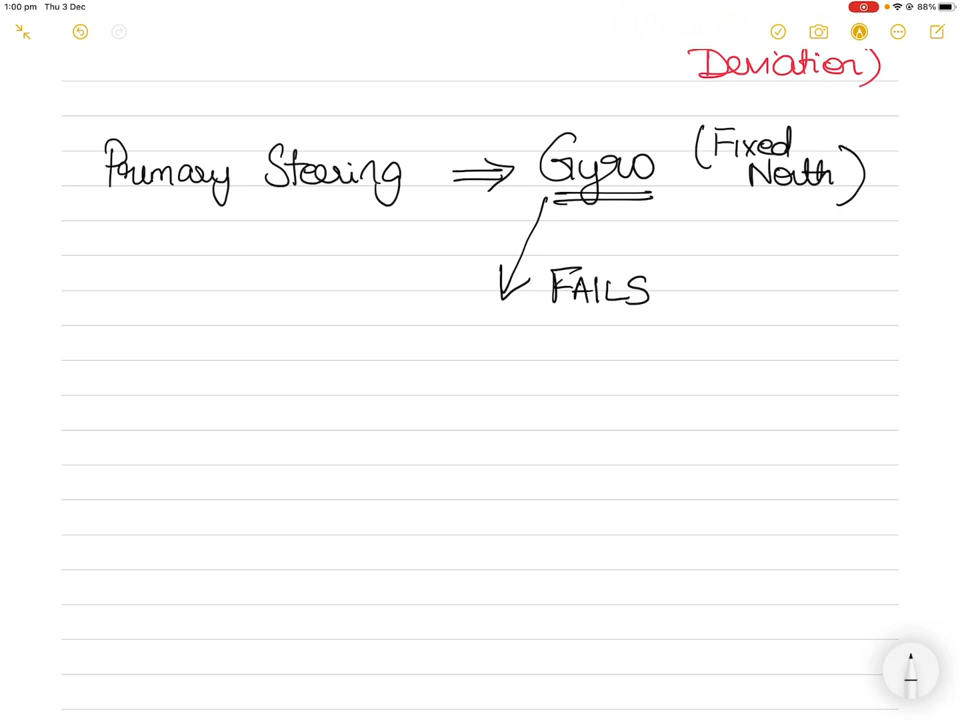 1:00 pm Thu 3 Dec 88%
Deviation)
Primary Steering ⇒ Gyro (Fixed North)
FAILS